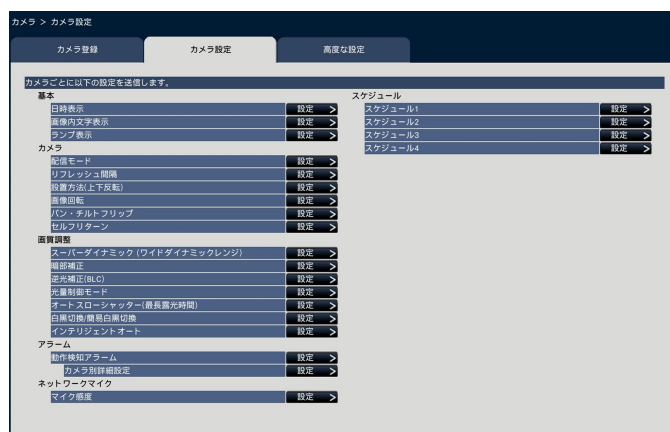 カメラ > カメラ設定
カメラ登録
カメラ設定
高度な設定
カメラごとに以下の設定を送信します。
基本
日時表示 設定 >
画像内文字表示 設定 >
ランプ表示 設定 >
カメラ
配信モード 設定 >
リフレッシュ間隔 設定 >
設置方法(上下反転) 設定 >
画像回転 設定 >
パン・チルトフリップ 設定 >
セルフリターン 設定 >
画質調整
スーパーダイナミック (ワイドダイナミックレンジ) 設定 >
暗部補正 設定 >
逆光補正(BLC) 設定 >
光量制御モード 設定 >
オートスローシャッター(最長露光時間) 設定 >
白黒切換/簡易白黒切換 設定 >
インテリジェントオート 設定 >
アラーム
動作検知アラーム 設定 >
カメラ別詳細設定 設定 >
ネットワークマイク
マイク感度 設定 >
スケジュール
スケジュール1 設定 >
スケジュール2 設定 >
スケジュール3 設定 >
スケジュール4 設定 >